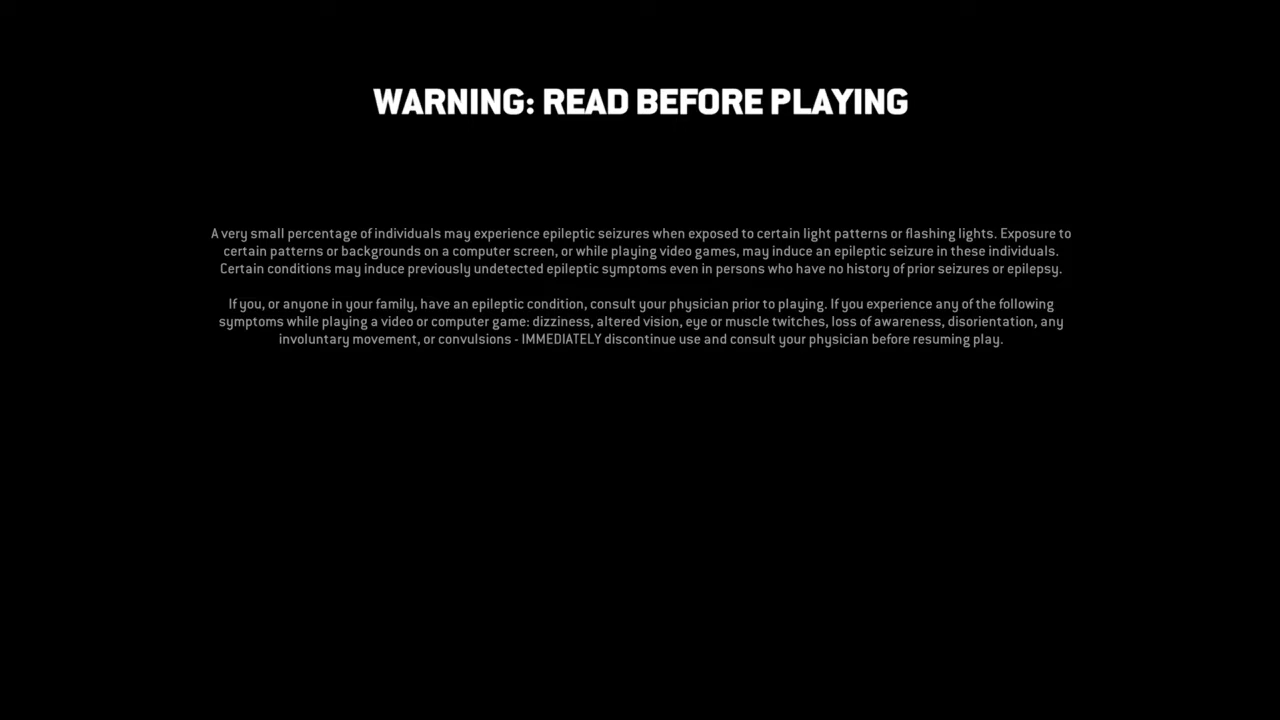 WARNING: READ BEFORE PLAYING
A very small percentage of individuals may experience epileptic seizures when exposed to certain light patterns or flashing lights. Exposure to
certain patterns or backgrounds on a computer screen, or while playing video games, may induce an epileptic seizure in these individuals.
Certain conditions may induce previously undetected epileptic symptoms even in persons who have no history of prior seizures or epilepsy.
If you, or anyone in your family, have an epileptic condition, consult your physician prior to playing. If you experience any of the following
symptoms while playing a video or computer game: dizziness, altered vision, eye or muscle twitches, loss of awareness, disorientation, any
involuntary movement, or convulsions - IMMEDIATELY discontinue use and consult your physician before resuming play.